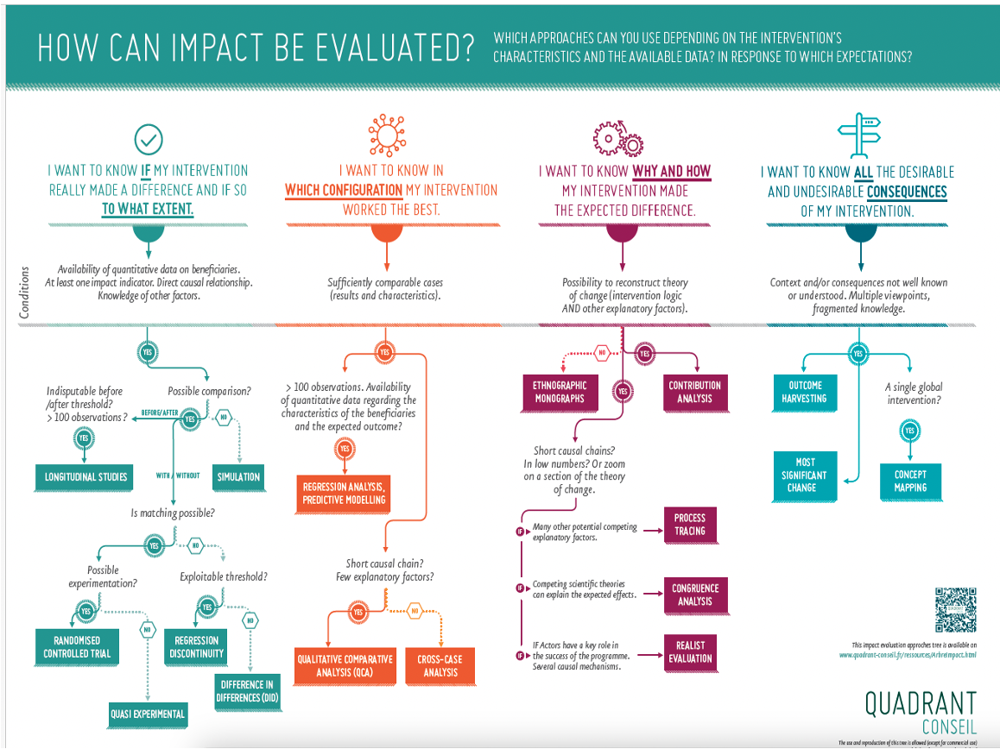 HOW CAN IMPACT BE EVALUATED?
WHICH APPROACHES CAN YOU USE DEPENDING ON THE INTERVENTION'S
CHARACTERISTICS AND THE AVAILABLE DATA? IN RESPONSE TO WHICH EXPECTATIONS?
I WANT TO KNOW IF MY INTERVENTION
REALLY MADE A DIFFERENCE AND IF SO
TO WHAT EXTENT.
I WANT TO KNOW IN
WHICH CONFIGURATION MY INTERVENTION
WORKED THE BEST.
I WANT TO KNOW WHY AND HOW
MY INTERVENTION MADE
THE EXPECTED DIFFERENCE.
I WANT TO KNOW ALL THE DESIRABLE
AND UNDESIRABLE CONSEQUENCES
OF MY INTERVENTION.
Conditions
Availability of quantitative data on beneficiaries.
At least one impact indicator. Direct causal relationship.
Knowledge of other factors.
Sufficiently comparable cases
(results and characteristics).
Possibility to reconstruct theory
of change (intervention logic
AND other explanatory factors).
Context and/or consequences not well known
or understood. Multiple viewpoints,
fragmented knowledge.
YES
Indisputable before
/after threshold?
> 100 observations?
Possible comparison?
BEFORE/AFTER
YES
NO
YES
LONGITUDINAL STUDIES
WITH / WITHOUT
SIMULATION
Is matching possible?
YES
NO
Possible
experimentation?
Exploitable threshold?
YES
NO
YES
NO
RANDOMISED
CONTROLLED TRIAL
REGRESSION
DISCONTINUITY
DIFFERENCE IN
DIFFERENCES (DID)
QUASI EXPERIMENTAL
YES
> 100 observations. Availability
of quantitative data regarding the
characteristics of the beneficiaries
and the expected outcome?
YES
REGRESSION ANALYSIS,
PREDICTIVE MODELLING
Short causal chain?
Few explanatory factors?
YES
NO
QUALITATIVE COMPARATIVE
ANALYSIS (QCA)
CROSS-CASE
ANALYSIS
NO
YES
ETHNOGRAPHIC
MONOGRAPHS
YES
CONTRIBUTION
ANALYSIS
Short causal chains?
In low numbers? Or zoom
on a section of the theory
of change.
IF
Many other potential competing
explanatory factors.
PROCESS
TRACING
IF
Competing scientific theories
can explain the expected effects.
CONGRUENCE
ANALYSIS
IF
IF Actors have a key role in
the success of the programme.
Several causal mechanisms.
REALIST
EVALUATION
YES
OUTCOME
HARVESTING
A single global
intervention?
YES
MOST
SIGNIFICANT
CHANGE
CONCEPT
MAPPING
QUADRANT
This impact evaluation approches tree is available on
www.quadrant-conseil.fr/ressources/ArbreImpact.html
QUADRANT
CONSEIL
The use and reproduction of this tree is allowed (except for commercial use)